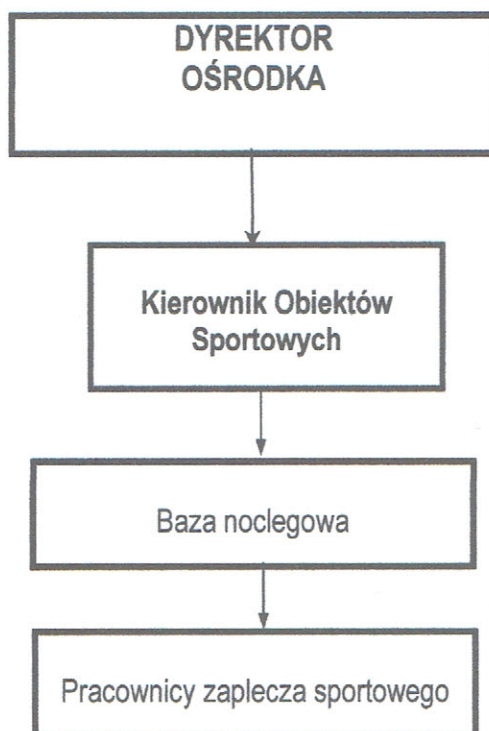 DYREKTOR
OŚRODKA
Kierownik Obiektów
Sportowych
Baza noclegowa
Pracownicy zaplecza sportowego